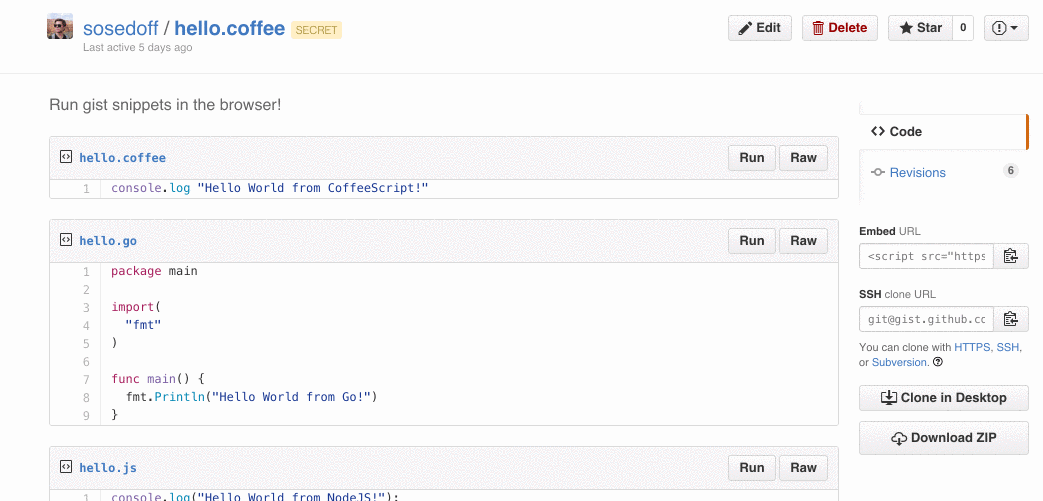 sosedoff / hello.coffee SECRET
Last active 5 days ago
Edit
Delete
Star 0
Run gist snippets in the browser!
hello.coffee
Run Raw
1 console.log "Hello World from CoffeeScript!"
hello.go
Run Raw
1 package main
2
3 import(
4 "fmt"
5 )
6
7 func main() {
8 fmt.Println("Hello World from Go!")
9 }
hello.js
Run Raw
1 console.log("Hello World from NodeJS!");
Code
Revisions 6
Embed URL
<script src="https
SSH clone URL
git@gist.github.cc
You can clone with HTTPS, SSH,
or Subversion.
Clone in Desktop
Download ZIP